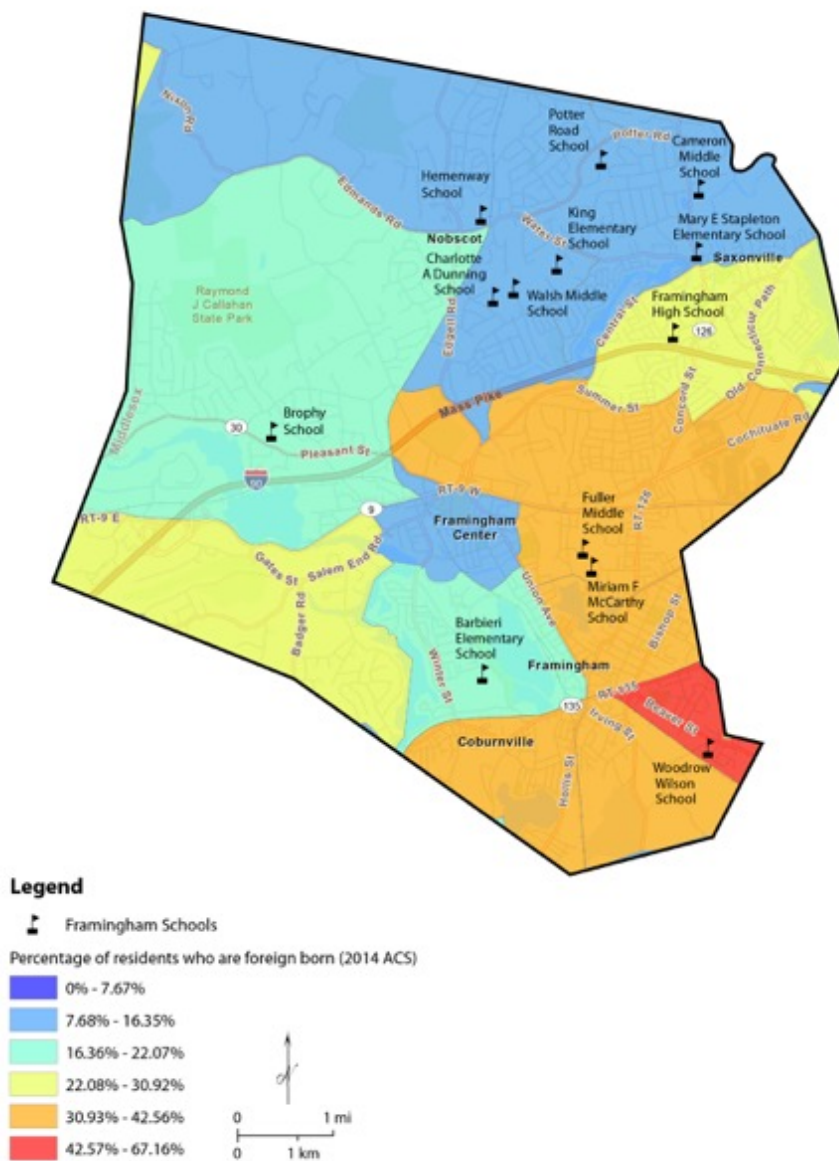 Nixon Rd
Potter
Road
School
Potter Rd
Cameron
Middle
School
Hemenway
School
Edmands Rd
Nobscot
Water St
King
Elementary
School
Mary E Stapleton
Elementary School
Saxonville
Charlotte
A Dunning
School
Walsh Middle
School
Raymond
J Callahan
State Park
Edgell Rd
Central St
Framingham
High School
126
Old Connecticut Path
Mass Pike
Summer St
Concord St
Cochituate Rd
Middlesex
Brophy
School
30
Pleasant St
90
RT-9 W
RT-126
RT-9 E
9
Framingham
Center
Fuller
Middle
School
Gates St
Salem End Rd
Badger Rd
Union Ave
Miriam F
McCarthy
School
Bishop St
Barbieri
Elementary
School
Winter St
Framingham
RT-135
Beaver St
135
Irving St
Coburnville
Hollis St
Woodrow
Wilson
School
Legend
Framingham Schools
Percentage of residents who are foreign born (2014 ACS)
0% - 7.67%
7.68% - 16.35%
16.36% - 22.07%
22.08% - 30.92%
30.93% - 42.56%
42.57% - 67.16%
0 1 mi
0 1 km